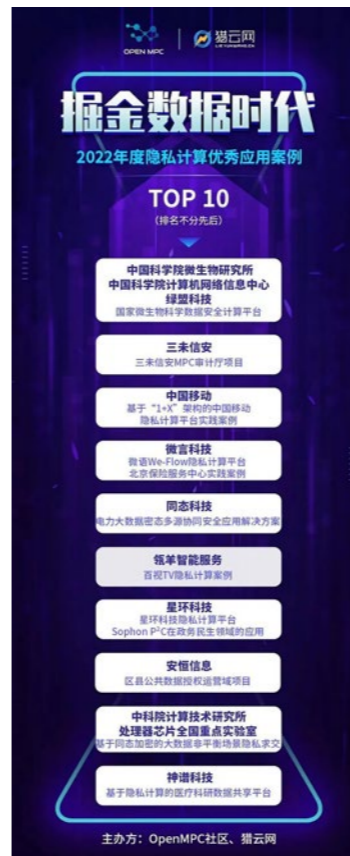 OPEN MPC
猎云网
LIEYUNWANG.CN
掘金数据时代
2022年度隐私计算优秀应用案例
TOP 10
(排名不分先后)
中国科学院微生物研究所
中国科学院计算机网络信息中心
绿盟科技
国家微生物科学数据安全计算平台
三未信安
三未信安MPC审计厅项目
中国移动
基于“1+X”架构的中国移动
隐私计算平台实践案例
微言科技
微语We-Flow隐私计算平台
北京保险服务中心实践案例
同态科技
电力大数据密态多源协同安全应用解决方案
瓴羊智能服务
百视TV隐私计算案例
星环科技
星环科技隐私计算平台
Sophon P²C在政务民生领域的应用
安恒信息
区县公共数据授权运营域项目
中科院计算技术研究所
处理器芯片全国重点实验室
基于同态加密的大数据非平衡场景隐私求交
神谱科技
基于隐私计算的医疗科研数据共享平台
主办方：OpenMPC社区、猎云网